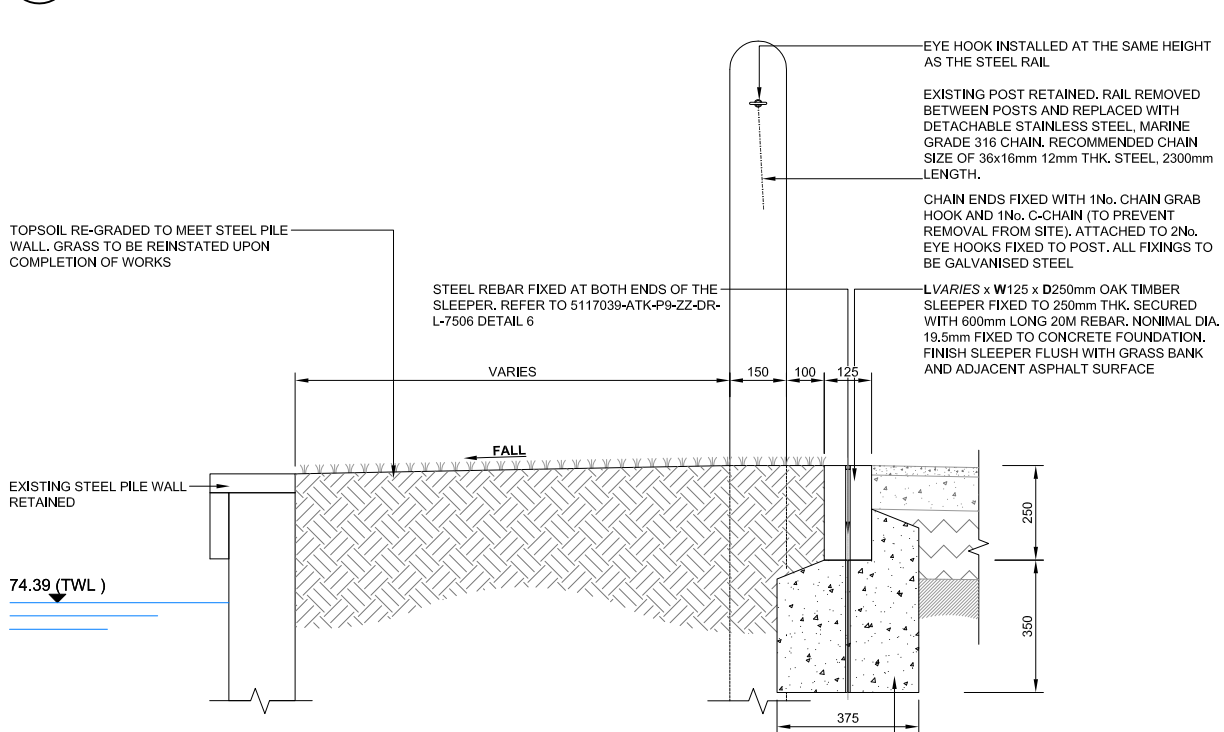 EYE HOOK INSTALLED AT THE SAME HEIGHT
AS THE STEEL RAIL
EXISTING POST RETAINED. RAIL REMOVED
BETWEEN POSTS AND REPLACED WITH
DETACHABLE STAINLESS STEEL, MARINE
GRADE 316 CHAIN. RECOMMENDED CHAIN
SIZE OF 36x16mm 12mm THK. STEEL, 2300mm
LENGTH.
CHAIN ENDS FIXED WITH 1No. CHAIN GRAB
HOOK AND 1No. C-CHAIN (TO PREVENT
REMOVAL FROM SITE). ATTACHED TO 2No.
EYE HOOKS FIXED TO POST. ALL FIXINGS TO
BE GALVANISED STEEL
TOPSOIL RE-GRADED TO MEET STEEL PILE
WALL. GRASS TO BE REINSTATED UPON
COMPLETION OF WORKS
STEEL REBAR FIXED AT BOTH ENDS OF THE
SLEEPER. REFER TO 5117039-ATK-P9-ZZ-DR-
L-7506 DETAIL 6
LVARIES x W125 x D250mm OAK TIMBER
SLEEPER FIXED TO 250mm THK. SECURED
WITH 600mm LONG 20M REBAR. NONIMAL DIA.
19.5mm FIXED TO CONCRETE FOUNDATION.
FINISH SLEEPER FLUSH WITH GRASS BANK
AND ADJACENT ASPHALT SURFACE
VARIES
150
100
125
FALL
EXISTING STEEL PILE WALL
RETAINED
250
74.39 (TWL )
350
375